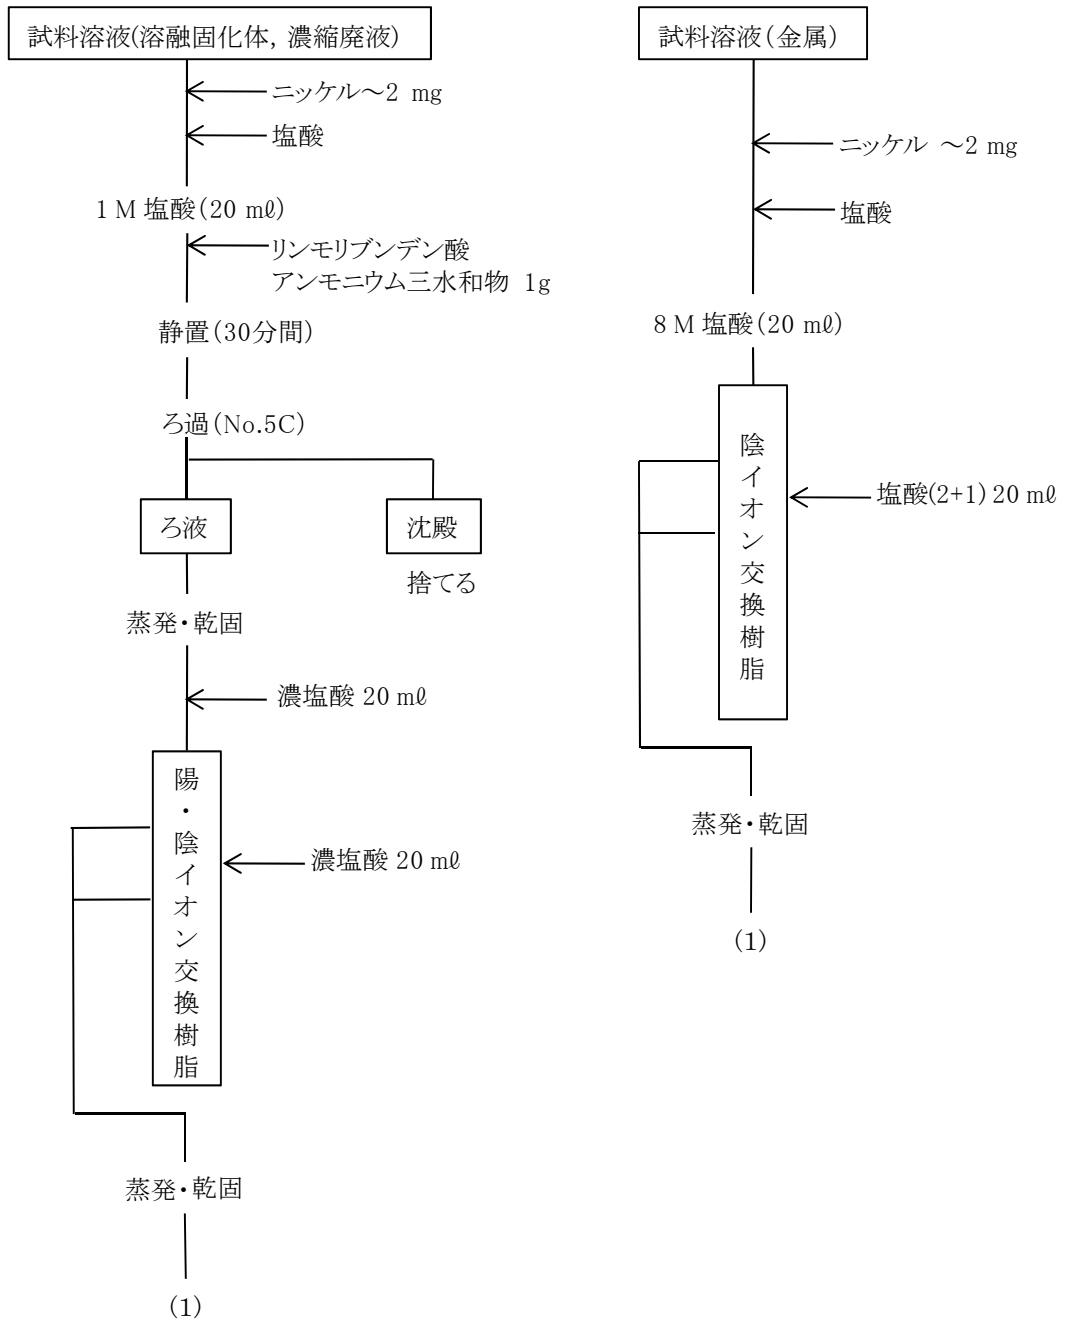 試料溶液(溶融固化体, 濃縮廃液)
ニッケル～2 mg
塩酸
1 M 塩酸(20 mℓ)
リンモリブンデン酸
アンモニウム三水和物 1g
静置(30分間)
ろ過(No.5C)
ろ液
沈殿
捨てる
蒸発・乾固
濃塩酸 20 mℓ
陽・陰イオン交換樹脂
濃塩酸 20 mℓ
蒸発・乾固
(1)
試料溶液(金属)
ニッケル ～2 mg
塩酸
8 M 塩酸(20 mℓ)
陰イオン交換樹脂
塩酸(2+1) 20 mℓ
蒸発・乾固
(1)